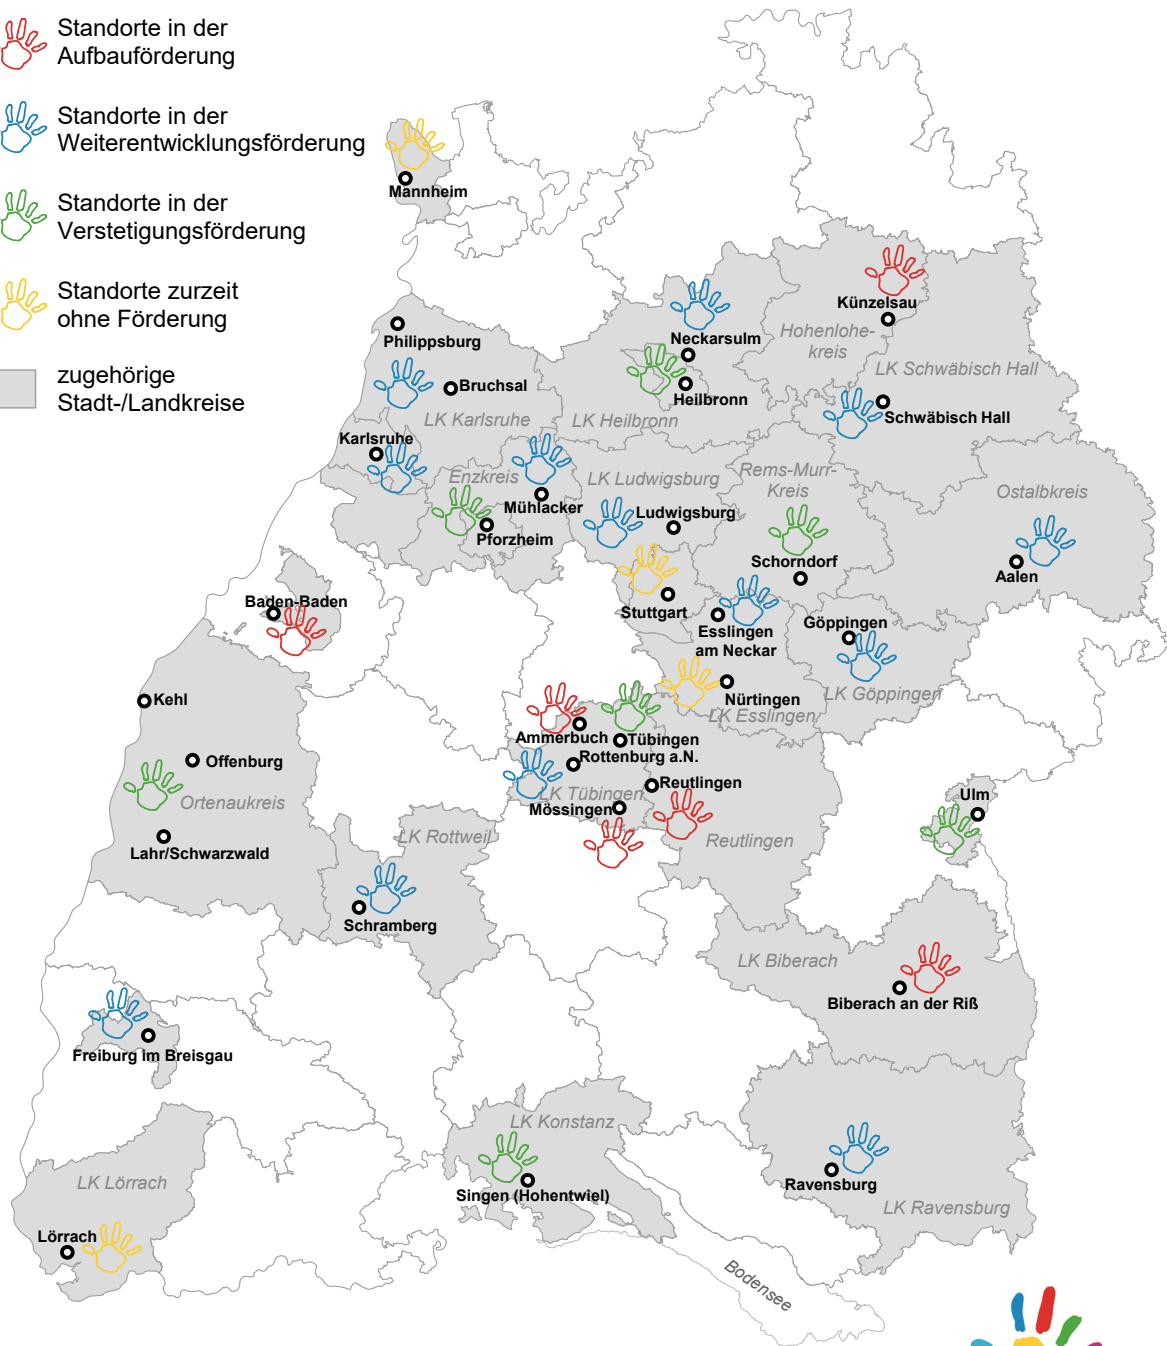 Standorte in der
Aufbauförderung
Standorte in der
Weiterentwicklungsförderung
Standorte in der
Verstetigungsförderung
Standorte zurzeit
ohne Förderung
zugehörige
Stadt-/Landkreise
Mannheim
Künzelsau
Hohenlohe-
kreis
Philippsburg
Neckarsulm
LK Schwäbisch Hall
Bruchsal
Heilbronn
LK Karlsruhe
LK Heilbronn
Schwäbisch Hall
Karlsruhe
Enzkreis
LK Ludwigsburg
Rems-Murr-
Kreis
Ostalbkreis
Mühlacker
Ludwigsburg
Pforzheim
Schorndorf
Aalen
Baden-Baden
Stuttgart
Esslingen
am Neckar
Göppingen
Kehl
Nürtingen
LK Göppingen
LK Esslingen
Ammerbuch
Tübingen
Rottenburg a.N.
Offenburg
Reutlingen
LK Tübingen
Mössingen
Ulm
Ortenaukreis
LK Rottweil
Reutlingen
Lahr/Schwarzwald
Schramberg
LK Biberach
Biberach an der Riß
Freiburg im Breisgau
LK Konstanz
LK Lörrach
Singen (Hohentwiel)
Ravensburg
LK Ravensburg
Lörrach
Bodensee